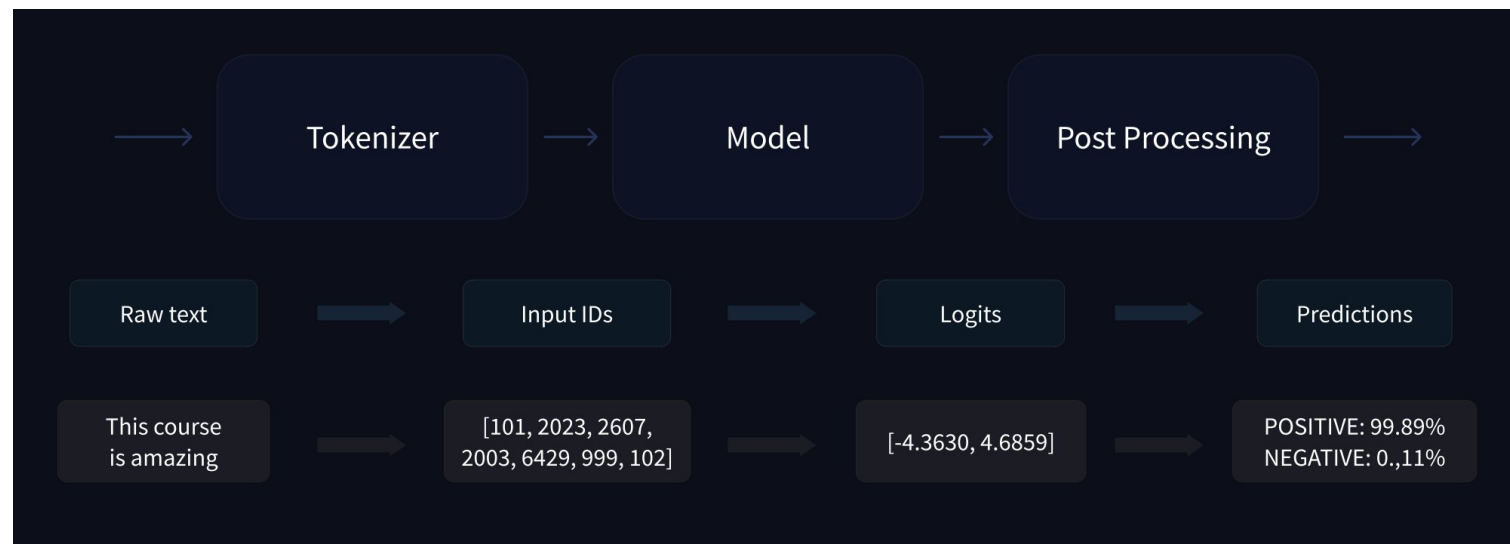 Tokenizer
Model
Post Processing
Raw text
Input IDs
Logits
Predictions
This course
is amazing
[101, 2023, 2607,
2003, 6429, 999, 102]
[-4.3630, 4.6859]
POSITIVE: 99.89%
NEGATIVE: 0.,11%